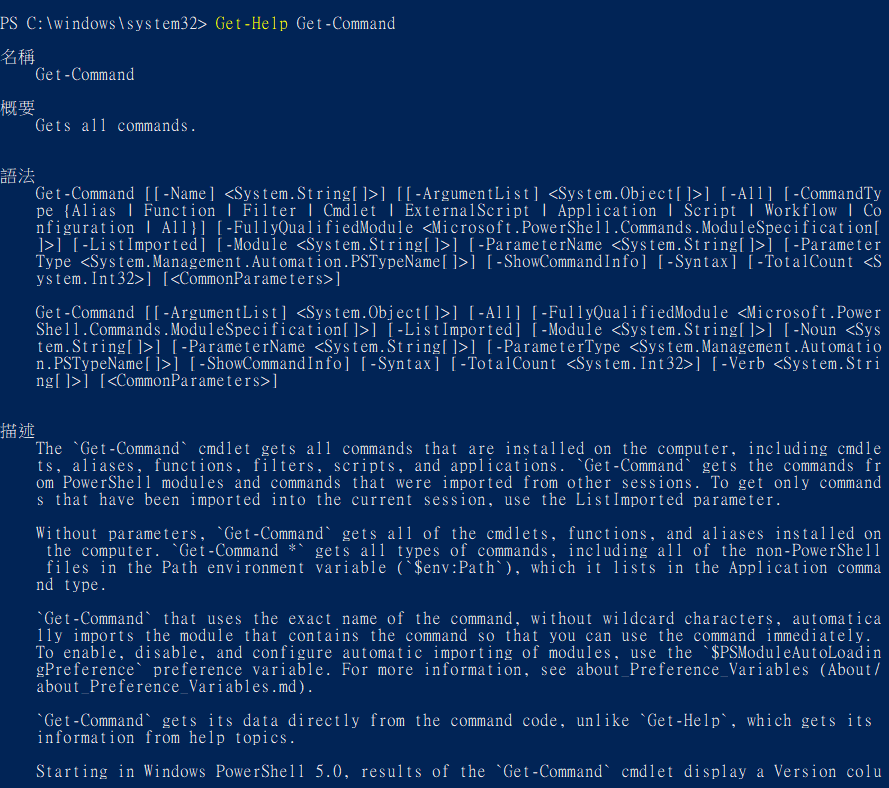 PS C:\windows\system32> Get-Help Get-Command
名稱
Get-Command
概要
Gets all commands.
語法
Get-Command [[-Name] <System.String[]>] [[-ArgumentList] <System.Object[]>] [-All] [-CommandTy
pe {Alias | Function | Filter | Cmdlet | ExternalScript | Application | Script | Workflow | Co
nfiguration | All}] [-FullyQualifiedModule <Microsoft.PowerShell.Commands.ModuleSpecification[
]>] [-ListImported] [-Module <System.String[]>] [-ParameterName <System.String[]>] [-Parameter
Type <System.Management.Automation.PSTypeName[]>] [-ShowCommandInfo] [-Syntax] [-TotalCount <S
ystem.Int32>] [<CommonParameters>]
Get-Command [[-ArgumentList] <System.Object[]>] [-All] [-FullyQualifiedModule <Microsoft.Power
Shell.Commands.ModuleSpecification[]>] [-ListImported] [-Module <System.String[]>] [-Noun <Sys
tem.String[]>] [-ParameterName <System.String[]>] [-ParameterType <System.Management.Automatio
n.PSTypeName[]>] [-ShowCommandInfo] [-Syntax] [-TotalCount <System.Int32>] [-Verb <System.Stri
ng[]>] [<CommonParameters>]
描述
The `Get-Command` cmdlet gets all commands that are installed on the computer, including cmdle
ts, aliases, functions, filters, scripts, and applications. `Get-Command` gets the commands fr
om PowerShell modules and commands that were imported from other sessions. To get only command
s that have been imported into the current session, use the ListImported parameter.
Without parameters, `Get-Command` gets all of the cmdlets, functions, and aliases installed on
the computer. `Get-Command *` gets all types of commands, including all of the non-PowerShell
files in the Path environment variable (`$env:Path`), which it lists in the Application comma
nd type.
`Get-Command` that uses the exact name of the command, without wildcard characters, automatica
lly imports the module that contains the command so that you can use the command immediately.
To enable, disable, and configure automatic importing of modules, use the `$PSModuleAutoLoadin
gPreference` preference variable. For more information, see about_Preference_Variables (About/
about_Preference_Variables.md).
`Get-Command` gets its data directly from the command code, unlike `Get-Help`, which gets its
information from help topics.
Starting in Windows PowerShell 5.0, results of the `Get-Command` cmdlet display a Version colu